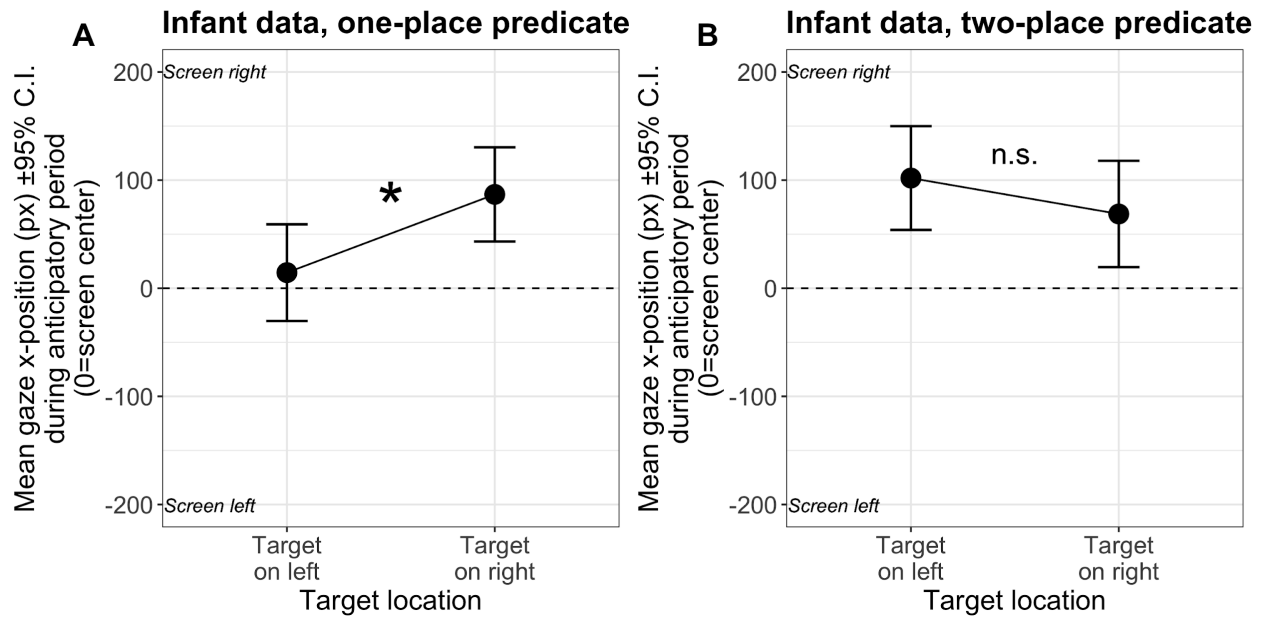 A
Infant data, one-place predicate
Mean gaze x-position (px) ±95% C.I.
during anticipatory period
(0=screen center)
200
100
0
-100
-200
Screen right
*
Screen left
Target
on left
Target
on right
Target location
B
Infant data, two-place predicate
Mean gaze x-position (px) ±95% C.I.
during anticipatory period
(0=screen center)
200
100
0
-100
-200
Screen right
n.s.
Screen left
Target
on left
Target
on right
Target location